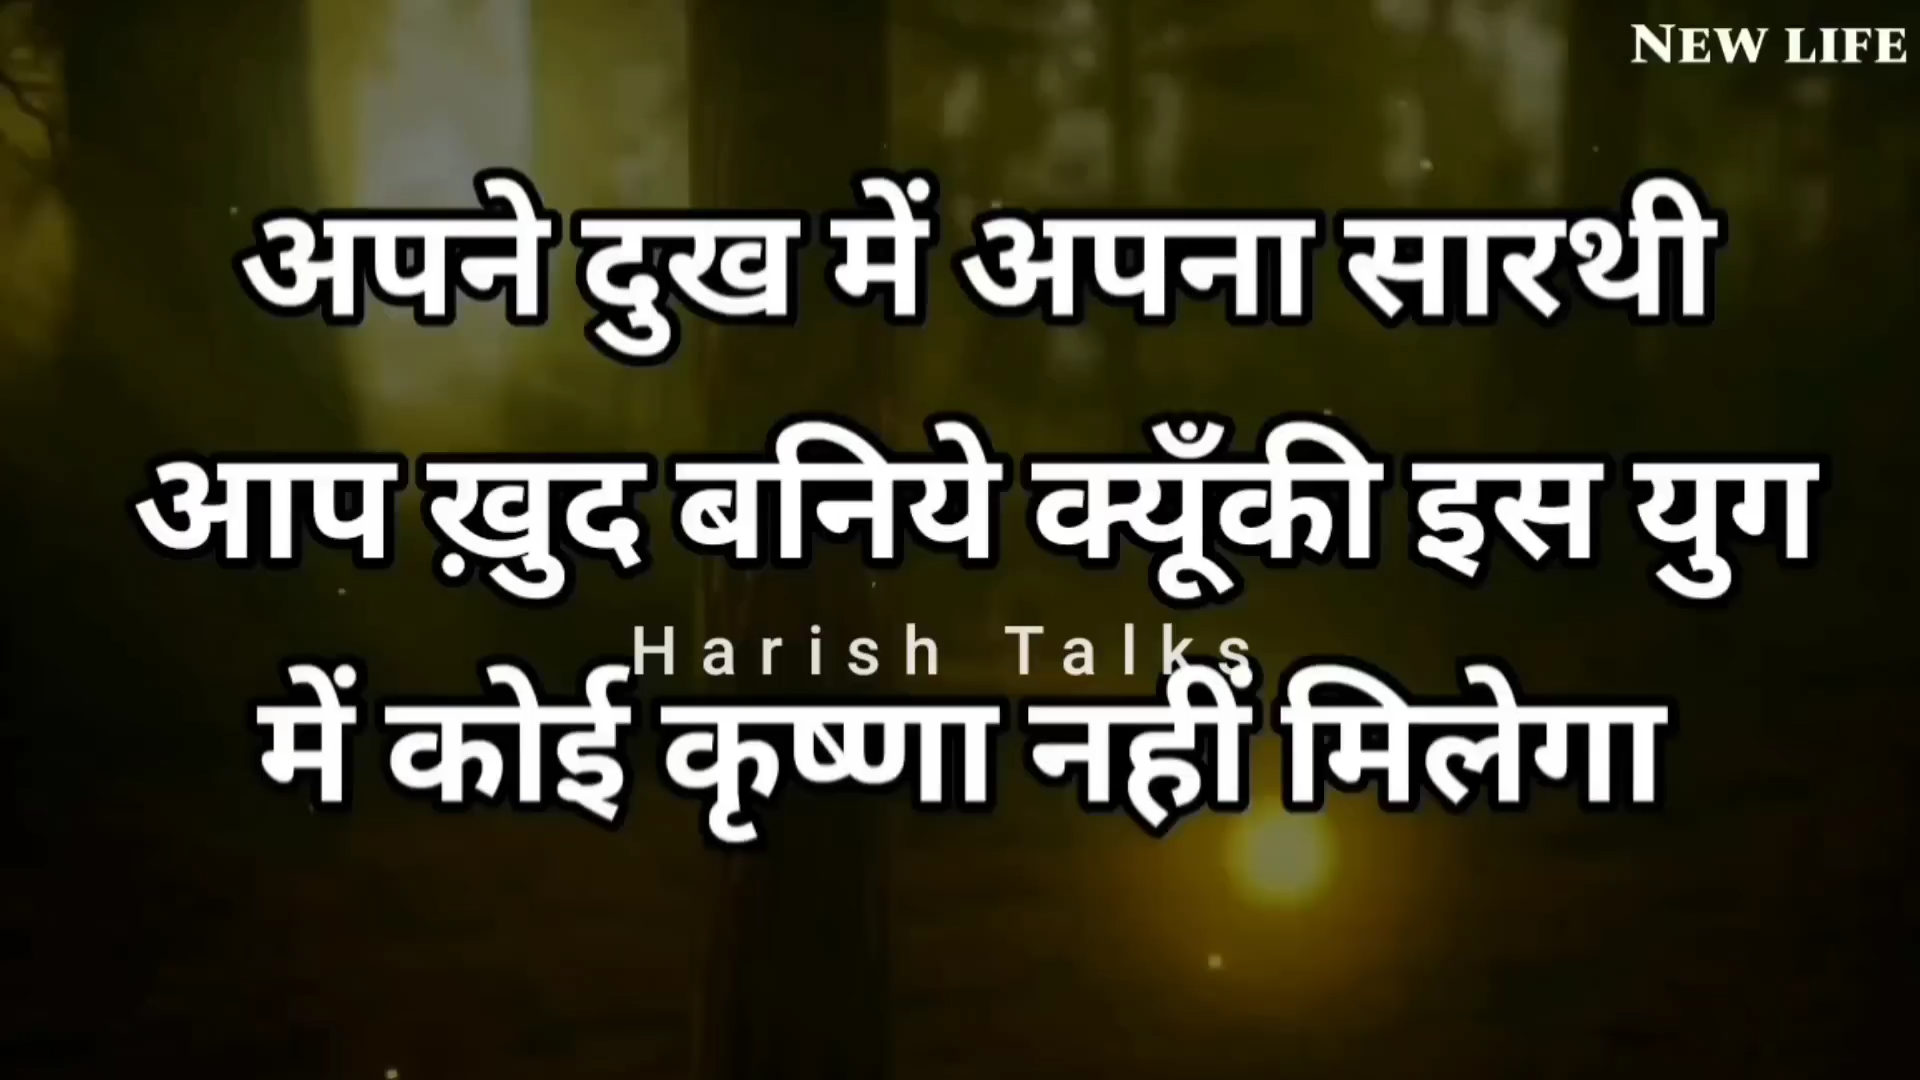 NEW LIFE
अपने दुख में अपना सारथी
आप ख़ुद बनिये क्यूँकी इस युग
Harish Talks
में कोई कृष्णा नहीं मिलेगा